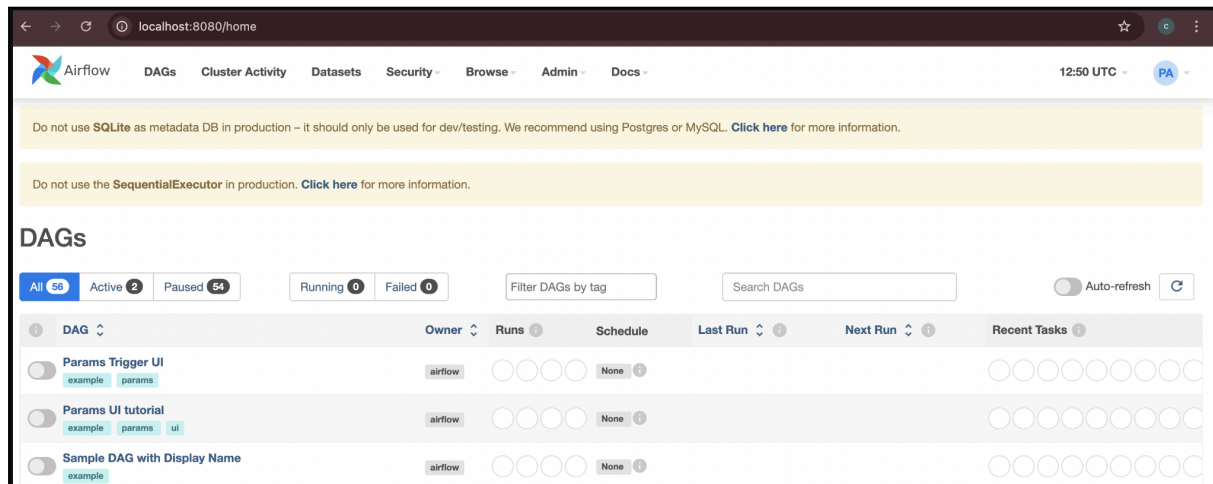 localhost:8080/home
C
Airflow DAGs Cluster Activity Datasets Security Browse Admin Docs 12:50 UTC PA
Do not use SQLite as metadata DB in production – it should only be used for dev/testing. We recommend using Postgres or MySQL. Click here for more information.
Do not use the SequentialExecutor in production. Click here for more information.
DAGs
All 56 Active 2 Paused 54 Running 0 Failed 0 Filter DAGs by tag Search DAGs Auto-refresh
i DAG Owner Runs i Schedule Last Run i Next Run i Recent Tasks i
Params Trigger UI
example params airflow None i
Params UI tutorial
example params ui airflow None i
Sample DAG with Display Name
example airflow None i